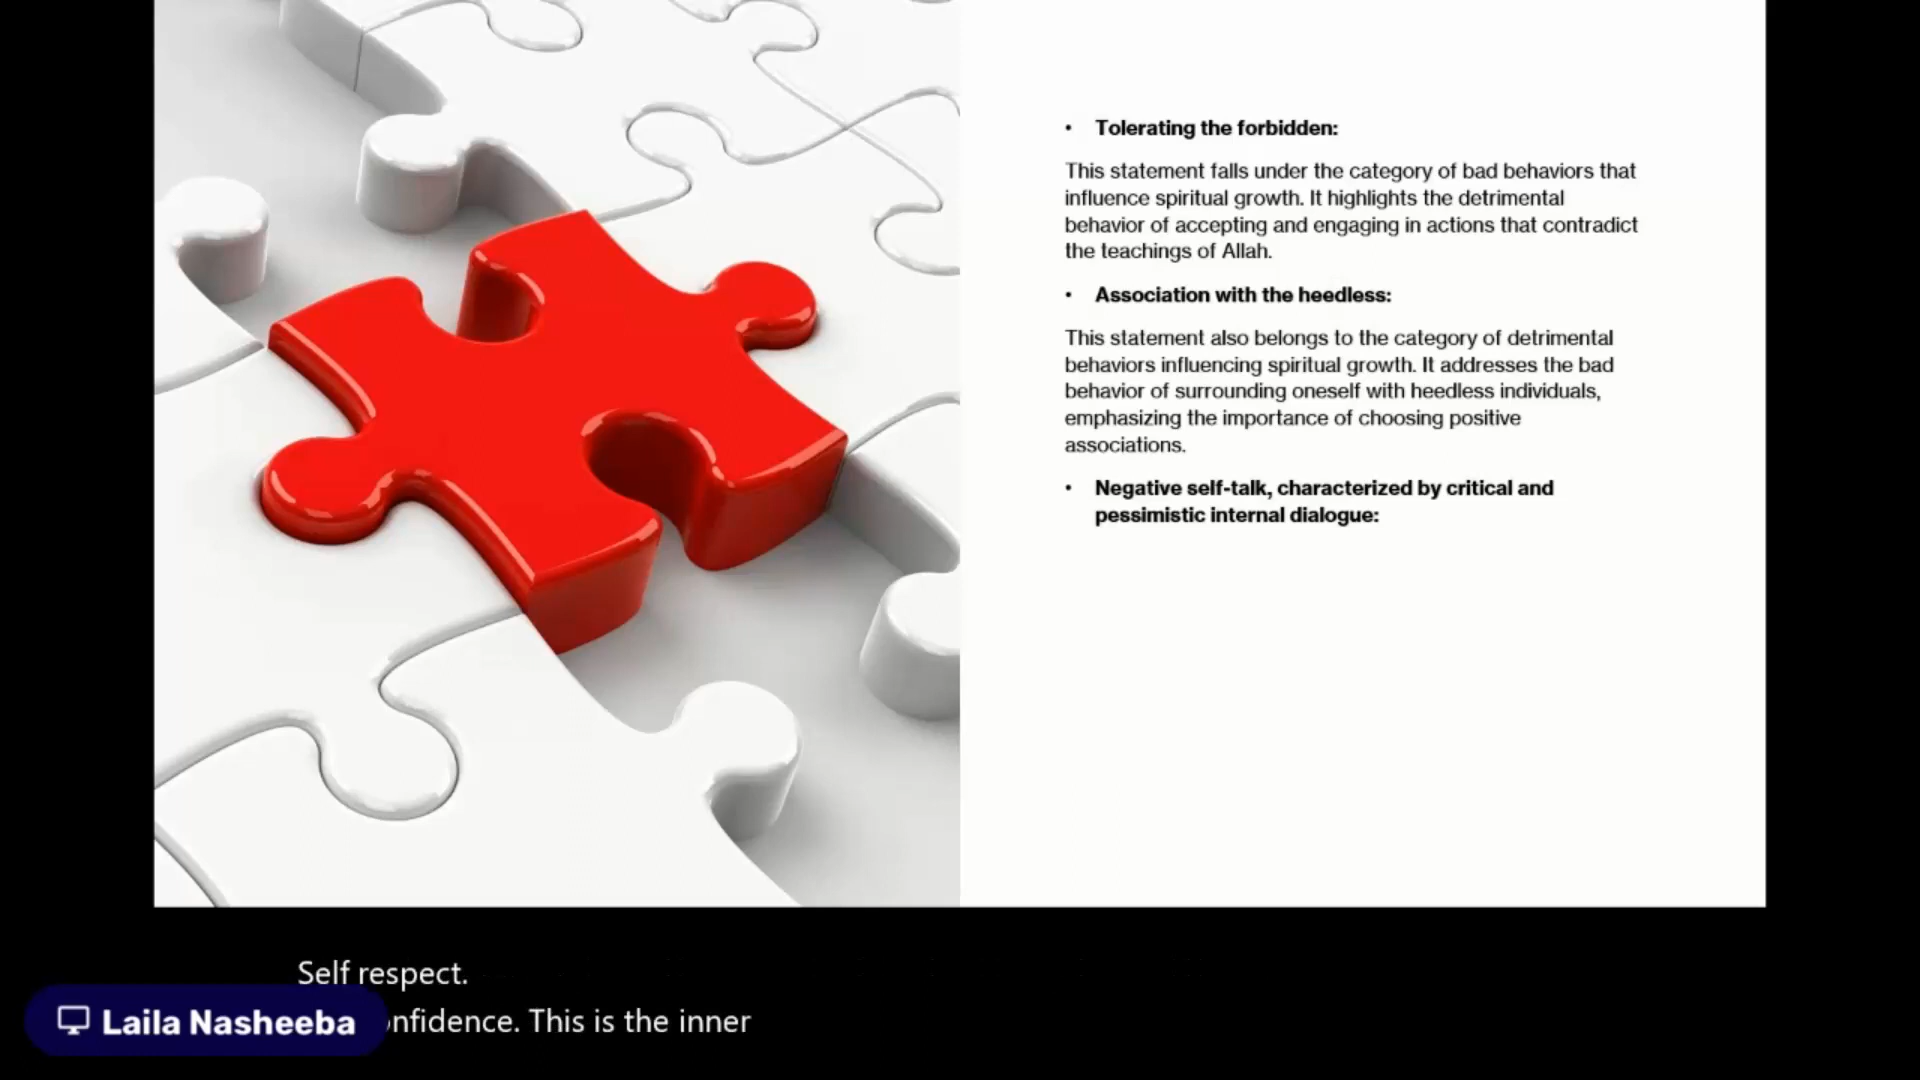 • Tolerating the forbidden:
This statement falls under the category of bad behaviors that
influence spiritual growth. It highlights the detrimental
behavior of accepting and engaging in actions that contradict
the teachings of Allah.
• Association with the heedless:
This statement also belongs to the category of detrimental
behaviors influencing spiritual growth. It addresses the bad
behavior of surrounding oneself with heedless individuals,
emphasizing the importance of choosing positive
associations.
• Negative self-talk, characterized by critical and
pessimistic internal dialogue:
Self respect.
This is the inner
Laila Nasheeba